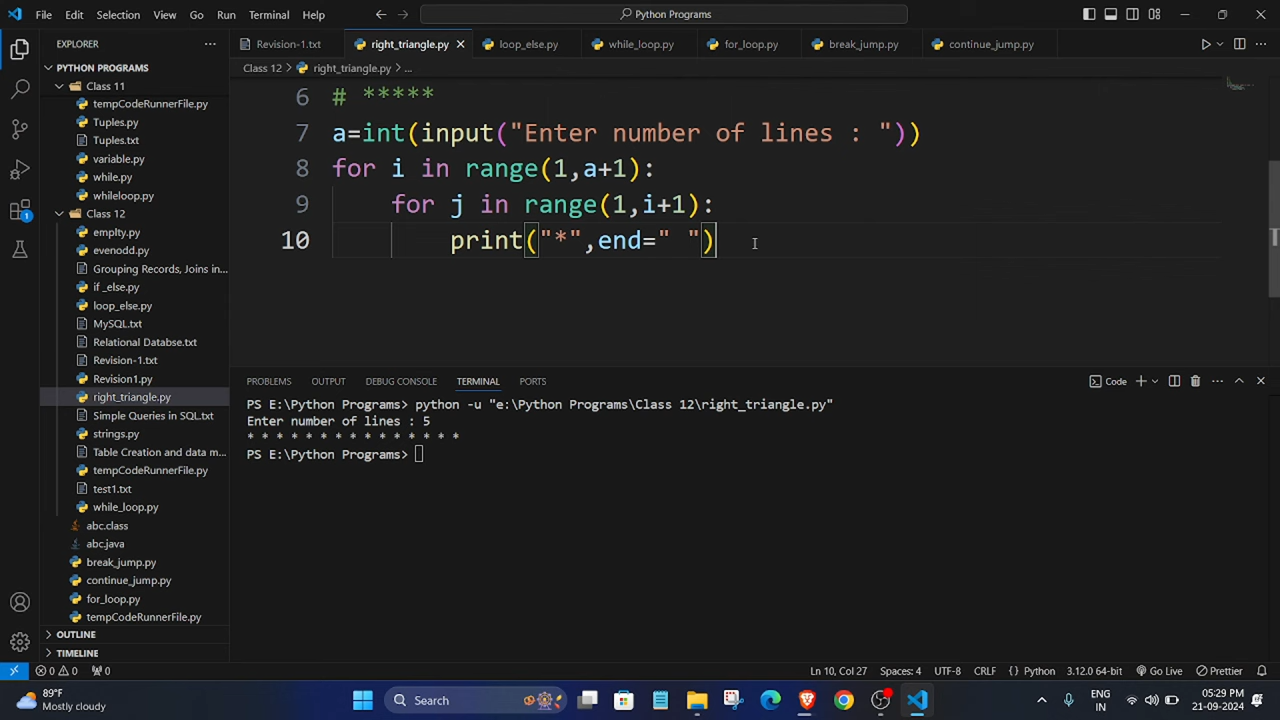 File Edit Selection View Go Run Terminal Help
Python Programs
EXPLORER
Revision-1.txt
right_triangle.py
loop_else.py
while_loop.py
for_loop.py
break_jump.py
continue_jump.py
PYTHON PROGRAMS
Class 12 > right_triangle.py > ...
Class 11
tempCodeRunnerFile.py
Tuples.py
Tuples.txt
variable.py
while.py
whileloop.py
Class 12
emplty.py
evenodd.py
Grouping Records, Joins in...
if _else.py
loop_else.py
MySQL.txt
Relational Databse.txt
Revision-1.txt
Revision1.py
right_triangle.py
Simple Queries in SQL.txt
strings.py
Table Creation and data m...
tempCodeRunnerFile.py
test1.txt
while_loop.py
abc.class
abc.java
break_jump.py
continue_jump.py
for_loop.py
tempCodeRunnerFile.py
OUTLINE
TIMELINE
1
6 # *****
7 a=int(input("Enter number of lines : "))
8 for i in range(1,a+1):
9 for j in range(1,i+1):
10 print("*",end=" ")
PROBLEMS OUTPUT DEBUG CONSOLE TERMINAL PORTS
Code
PS E:\Python Programs> python -u "e:\Python Programs\Class 12\right_triangle.py"
Enter number of lines : 5
* * * * * * * * * * * * * * *
PS E:\Python Programs>
0 0 0
Ln 10, Col 27 Spaces: 4 UTF-8 CRLF { } Python 3.12.0 64-bit Go Live Prettier
89°F
Mostly cloudy
Search
ENG
IN
05:29 PM
21-09-2024